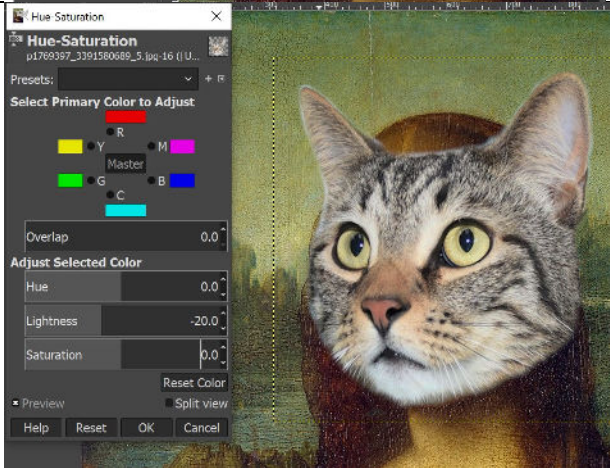 Hue-Saturation
Hue-Saturation
p1769397_3391580689_5.jpg-16 ([U...
Presets:
Select Primary Color to Adjust
R
Y M
Master
G B
C
Overlap 0.0
Adjust Selected Color
Hue 0.0
Lightness -20.0
Saturation 0.0
Reset Color
Preview Split view
Help Reset OK Cancel